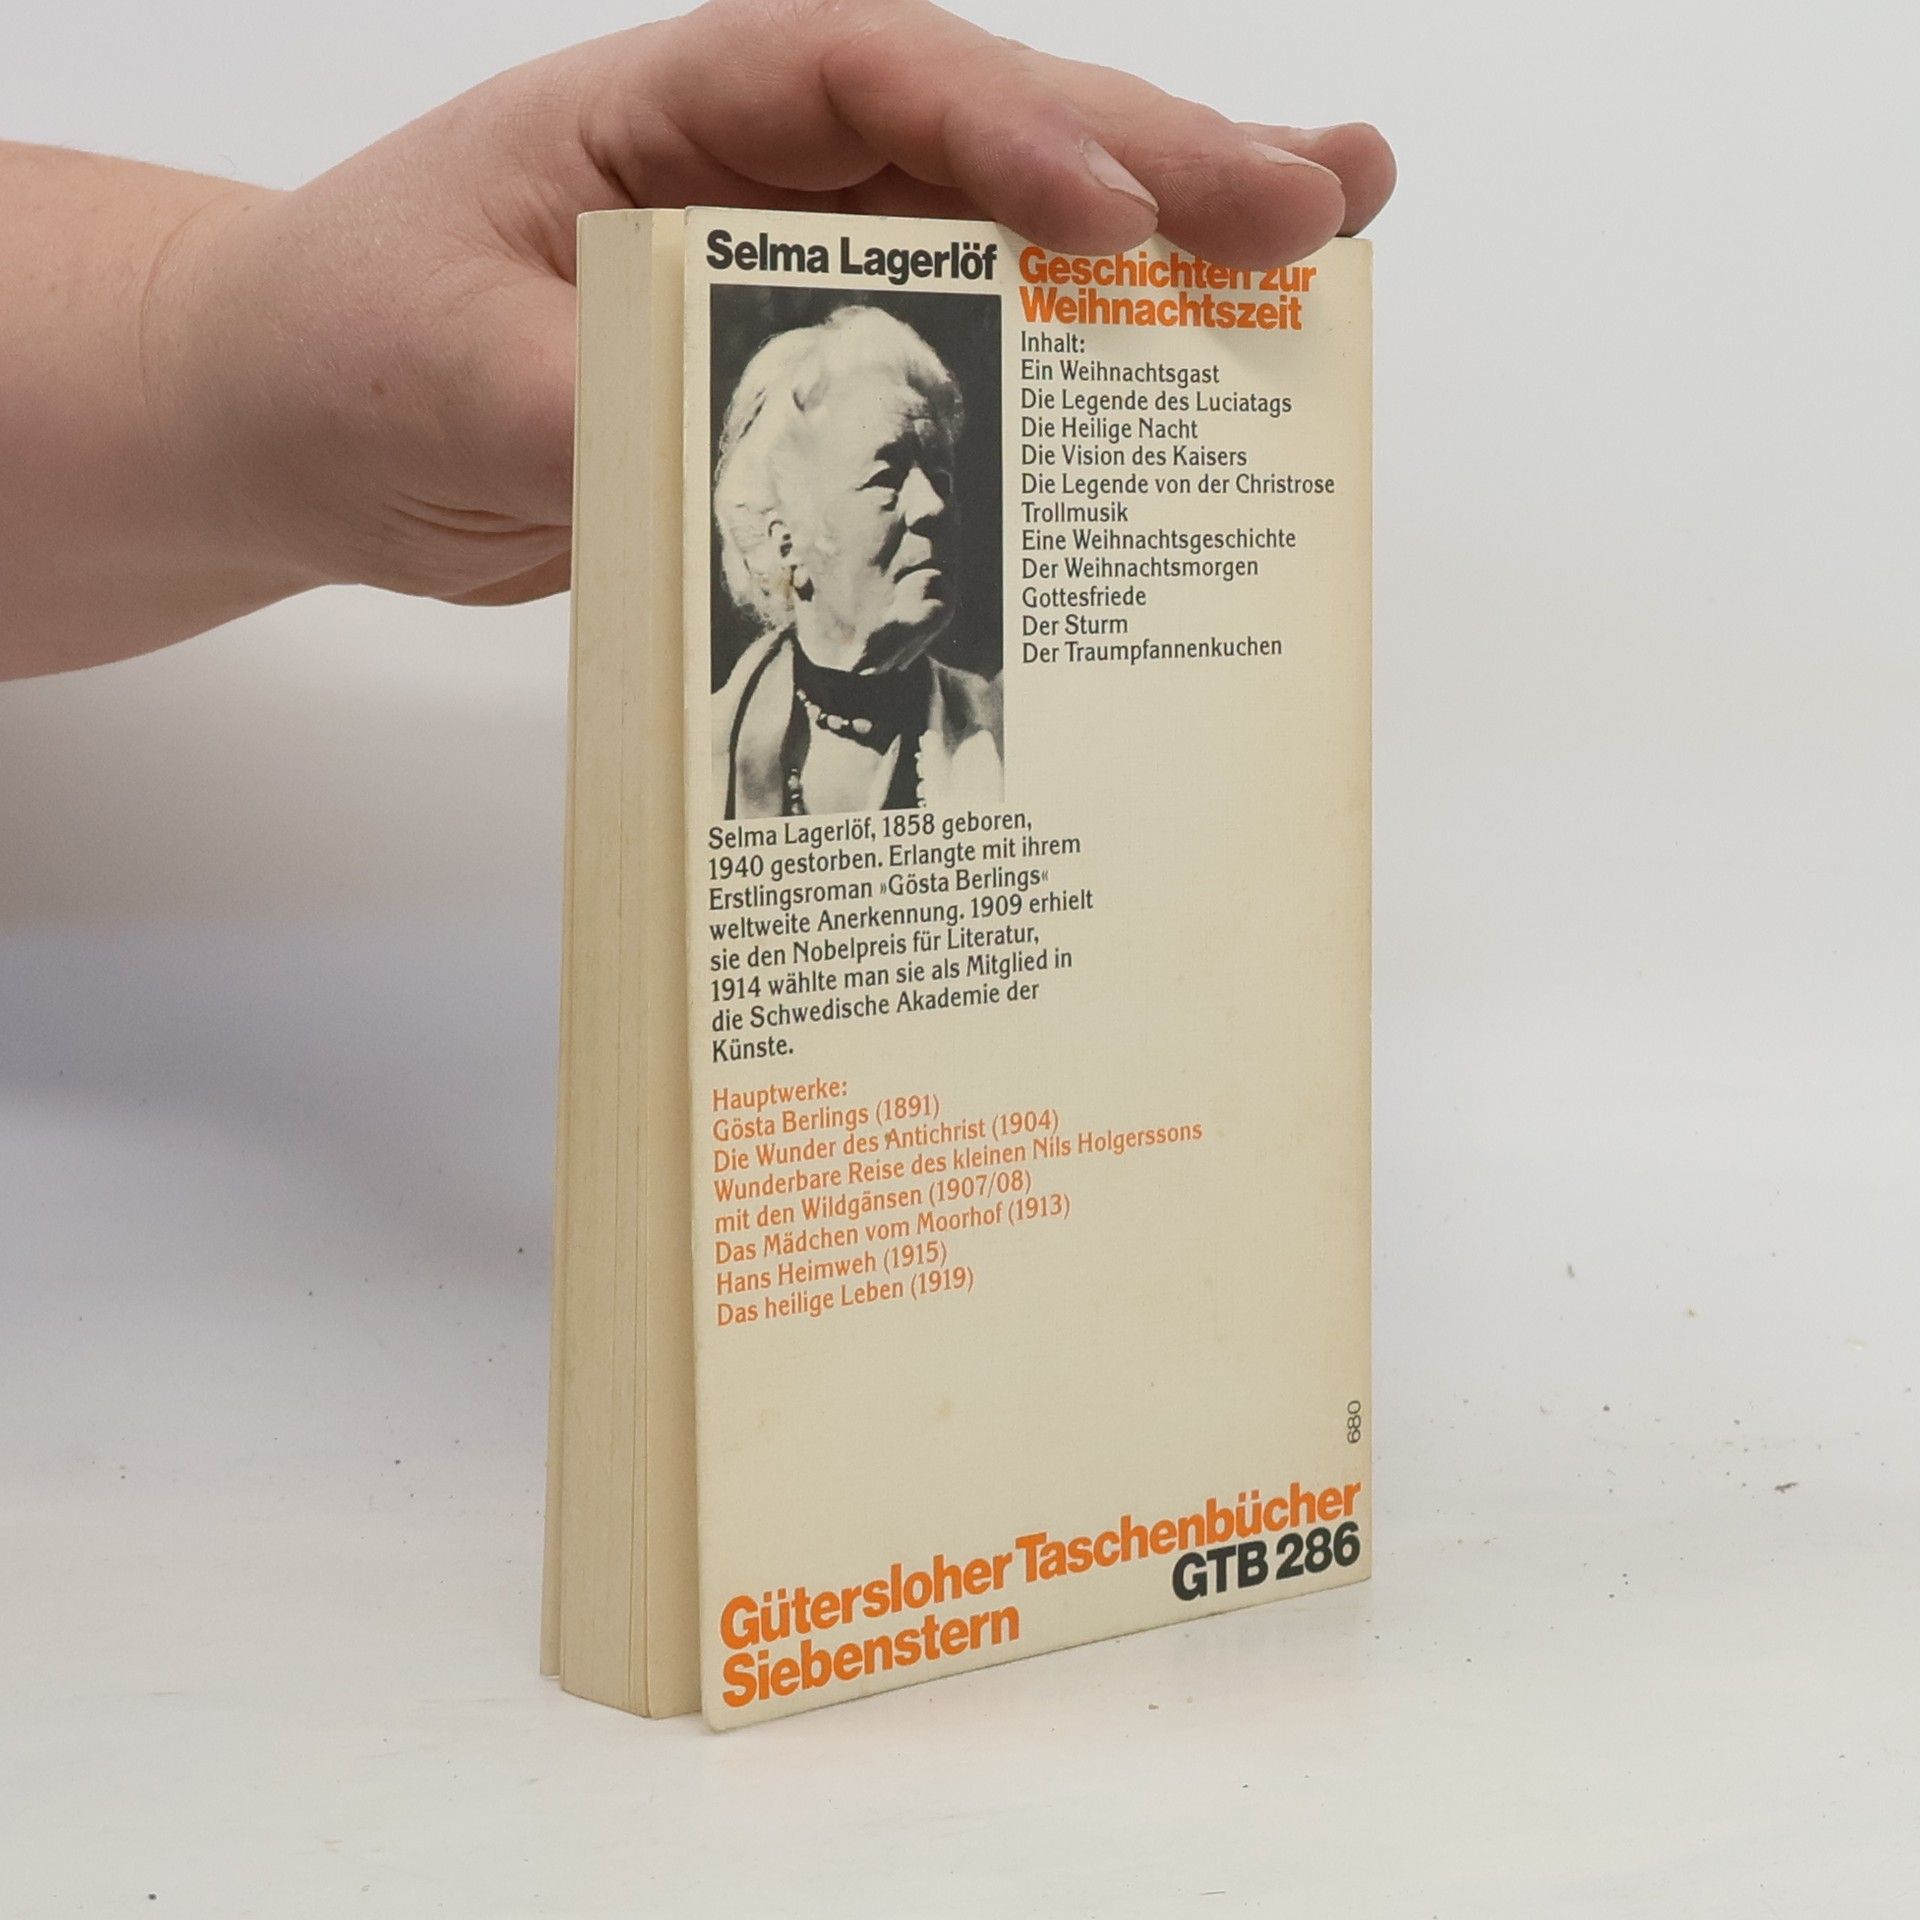 Selma Lagerlöf
Geschichten zur
Weihnachtszeit
Inhalt:
Ein Weihnachtsgast
Die Legende des Luciatags
Die Heilige Nacht
Die Vision des Kaisers
Die Legende von der Christrose
Trollmusik
Eine Weihnachtsgeschichte
Der Weihnachtsmorgen
Gottesfriede
Der Sturm
Der Traumpfannenkuchen
Selma Lagerlöf, 1858 geboren,
1940 gestorben. Erlangte mit ihrem
Erstlingsroman »Gösta Berlings«
weltweite Anerkennung. 1909 erhielt
sie den Nobelpreis für Literatur,
1914 wählte man sie als Mitglied in
die Schwedische Akademie der
Künste.
Hauptwerke:
Gösta Berlings (1891)
Die Wunder des Antichrist (1904)
Wunderbare Reise des kleinen Nils Holgerssons
mit den Wildgänsen (1907/08)
Das Mädchen vom Moorhof (1913)
Hans Heimweh (1915)
Das heilige Leben (1919)
680
Gütersloher Taschenbücher
Siebenstern
GTB 286